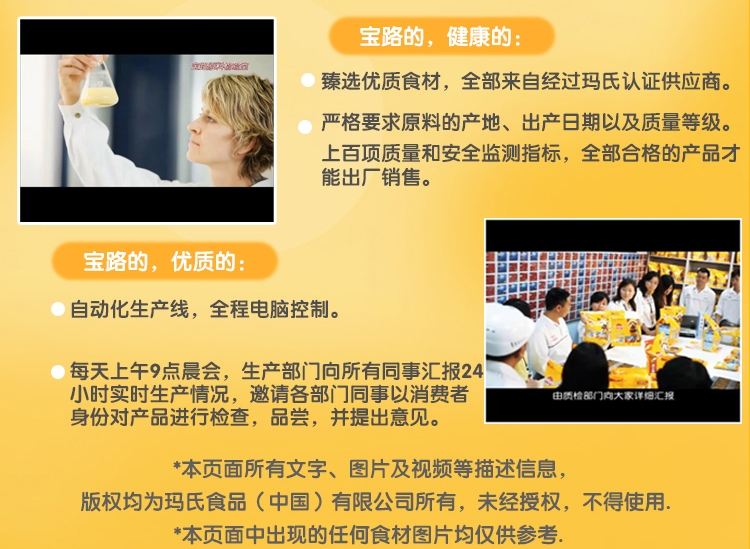 宝路的，健康的：
臻选优质食材，全部来自经过玛氏认证供应商。
严格要求原料的产地、出产日期以及质量等级。
上百项质量和安全监测指标，全部合格的产品才
能出厂销售。
宝路的，优质的：
自动化生产线，全程电脑控制。
每天上午9点晨会，生产部门向所有同事汇报24
小时实时生产情况，邀请各部门同事以消费者
身份对产品进行检查，品尝，并提出意见。
由质检部门向大家详细汇报
*本页面所有文字、图片及视频等描述信息，
版权均为玛氏食品（中国）有限公司所有，未经授权，不得使用.
*本页面中出现的任何食材图片均仅供参考.